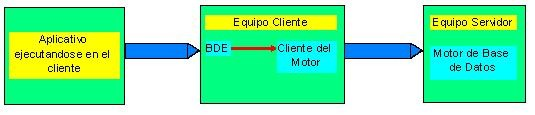 Aplicativo
ejecutandose en el
cliente
Equipo Cliente
BDE
Cliente del
Motor
Equipo Servidor
Motor de Base
de Datos